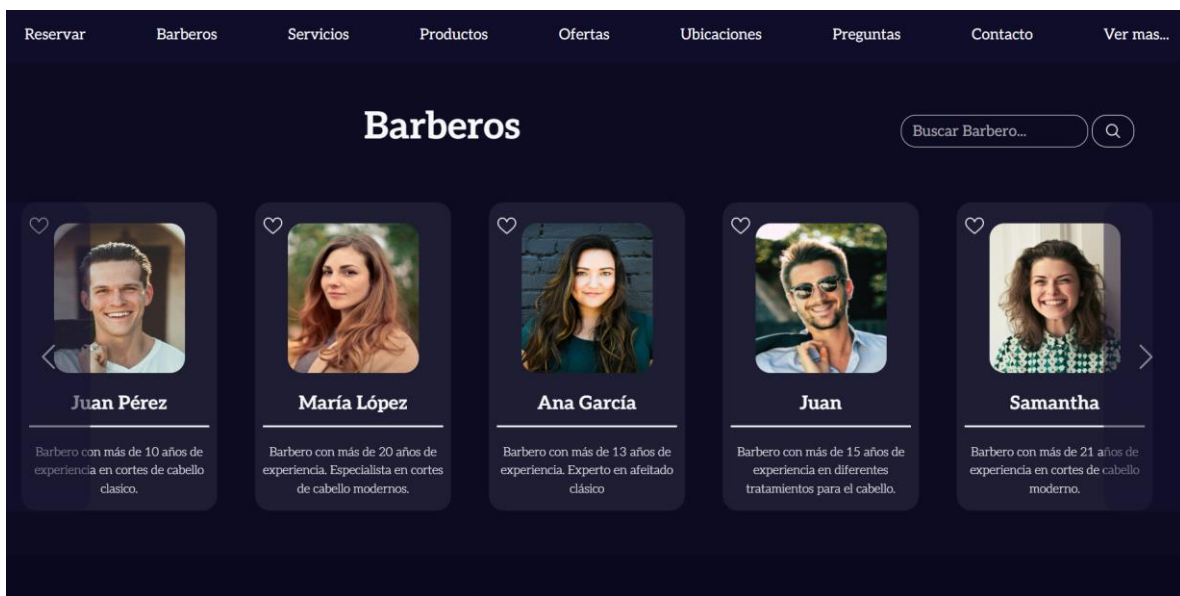 Reservar Barberos Servicios Productos Ofertas Ubicaciones Preguntas Contacto Ver mas...
Barberos
Buscar Barbero...
Juan Pérez
Barbero con más de 10 años de
experiencia en cortes de cabello
clasico.
María López
Barbero con más de 20 años de
experiencia. Especialista en cortes
de cabello modernos.
Ana García
Barbero con más de 13 años de
experiencia. Experto en afeitado
clásico
Juan
Barbero con más de 15 años de
experiencia en diferentes
tratamientos para el cabello.
Samantha
Barbero con más de 21 años de
experiencia en cortes de cabello
moderno.